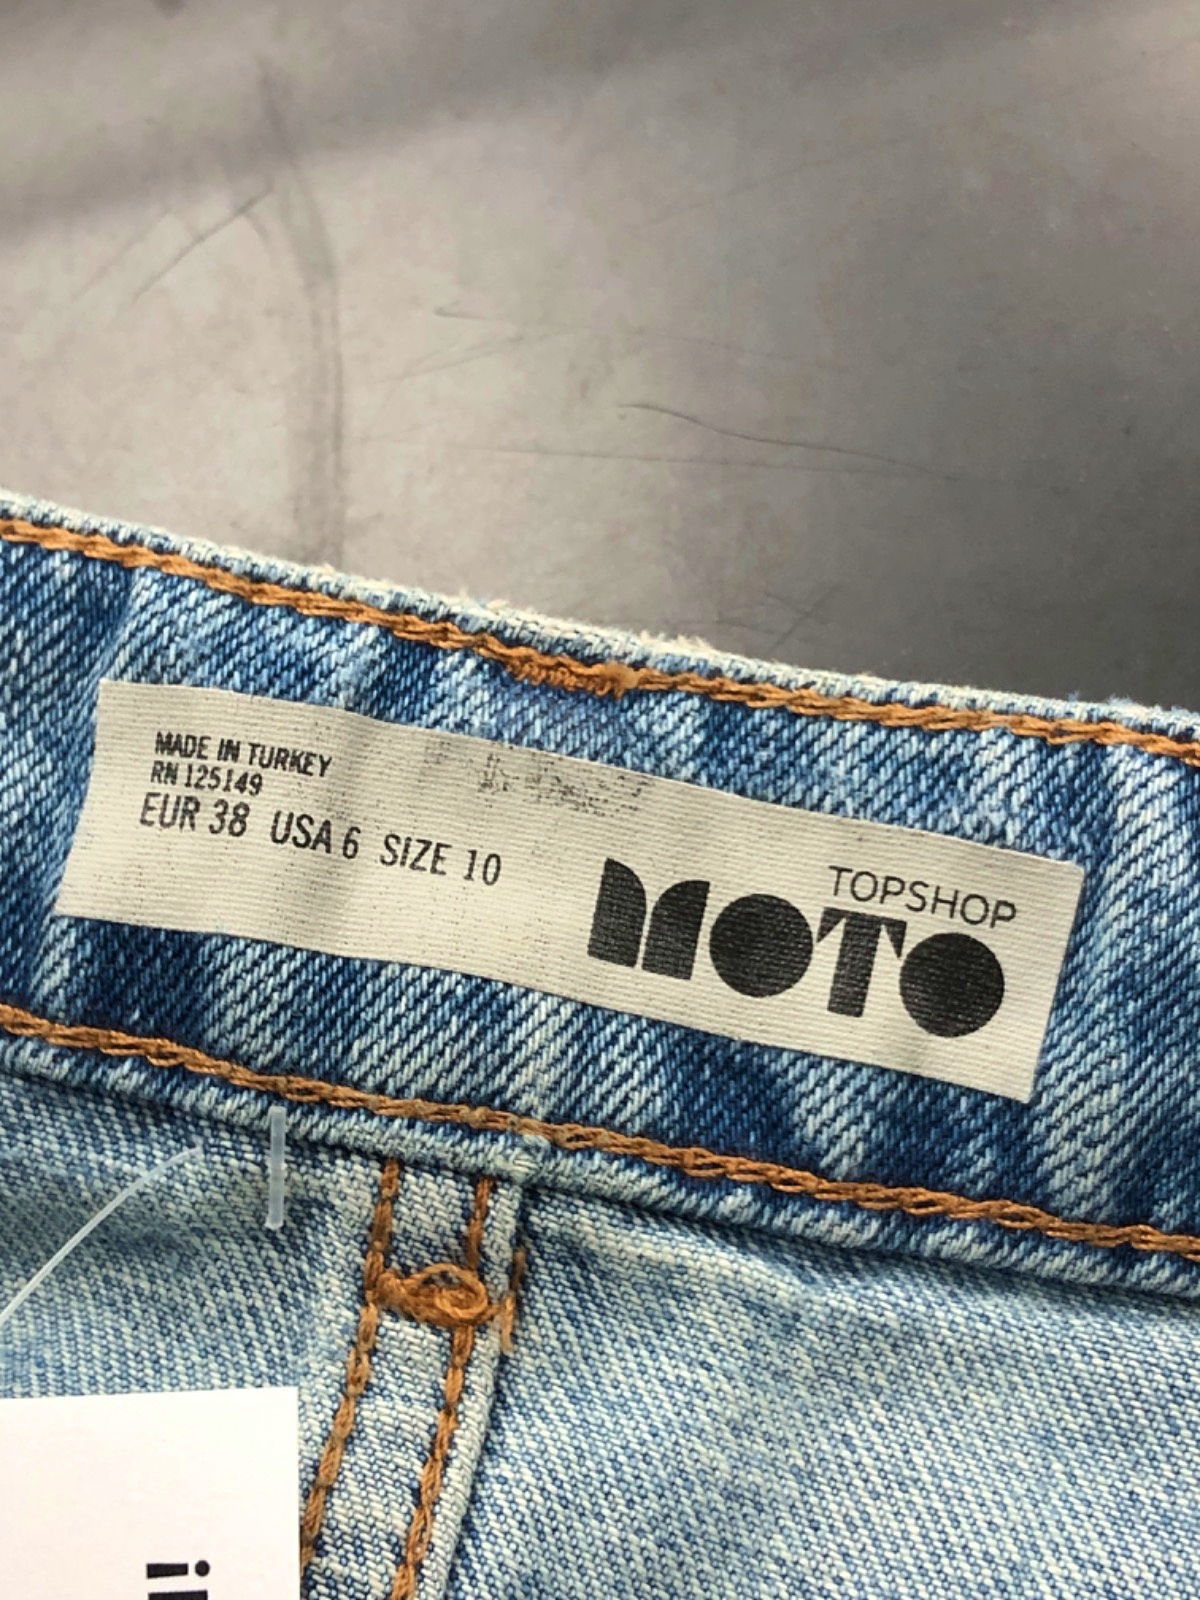 MADE IN TURKEY
RN 125149
EUR 38 USA 6 SIZE 10
TOPSHOP
MOTO